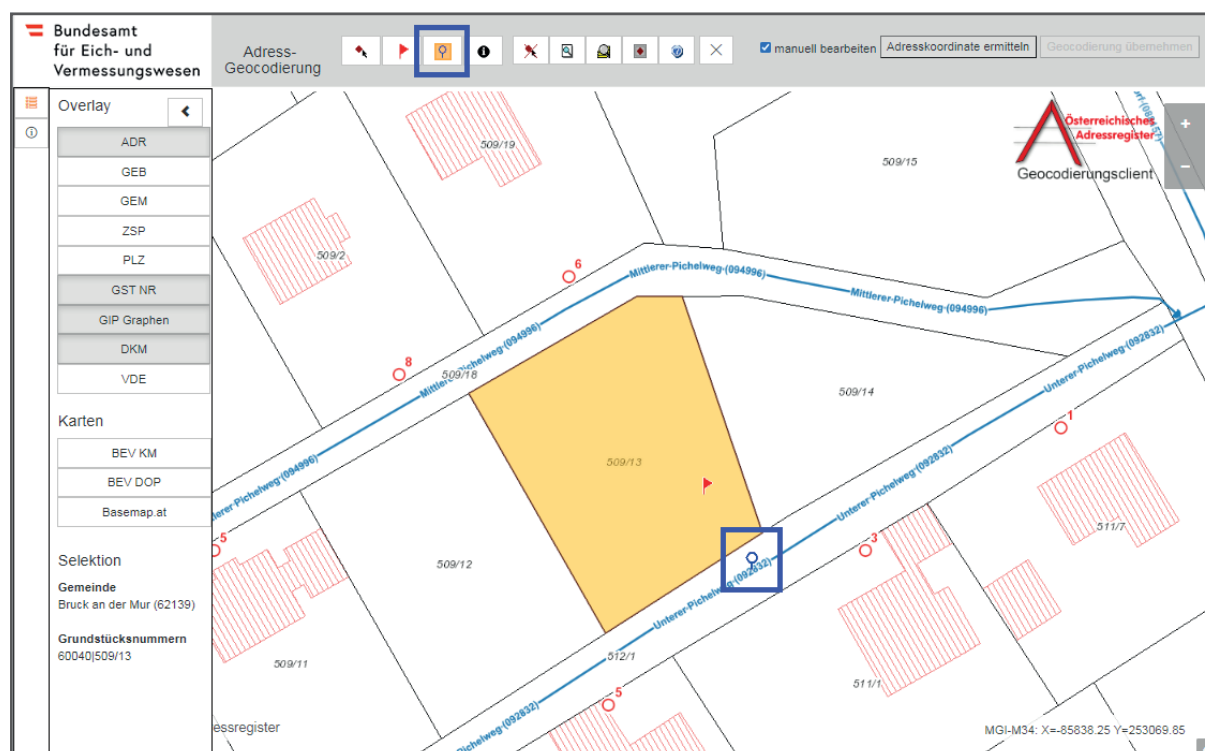 Bundesamt
für Eich- und
Vermessungswesen
Adress-
Geocodierung
manuell bearbeiten
Adresskoordinate ermitteln
Geocodierung übernehmen
Overlay
ADR
GEB
GEM
ZSP
PLZ
GST NR
GIP Graphen
DKM
VDE
Karten
BEV KM
BEV DOP
Basemap.at
Selektion
Gemeinde
Bruck an der Mur (62139)
Grundstücksnummern
60040|509/13
Österreichisches
Adressregister
Geocodierungsclient
+
−
509/19
509/15
509/2
6
Mittlerer-Pichelweg-(094996)
Mittlerer-Pichelweg-(094996)
8
509/18
Mittlerer-Pichelweg-(094996)
Unterer-Pichelweg-(092832)
509/14
1
509/13
(094996)
Unterer-Pichelweg-(092832)
511/7
5
3
509/12
Unterer-Pichelweg-(092832)
509/11
512/1
511/1
5
(092832)
essregister
MGI-M34: X=-85838.25 Y=253069.85